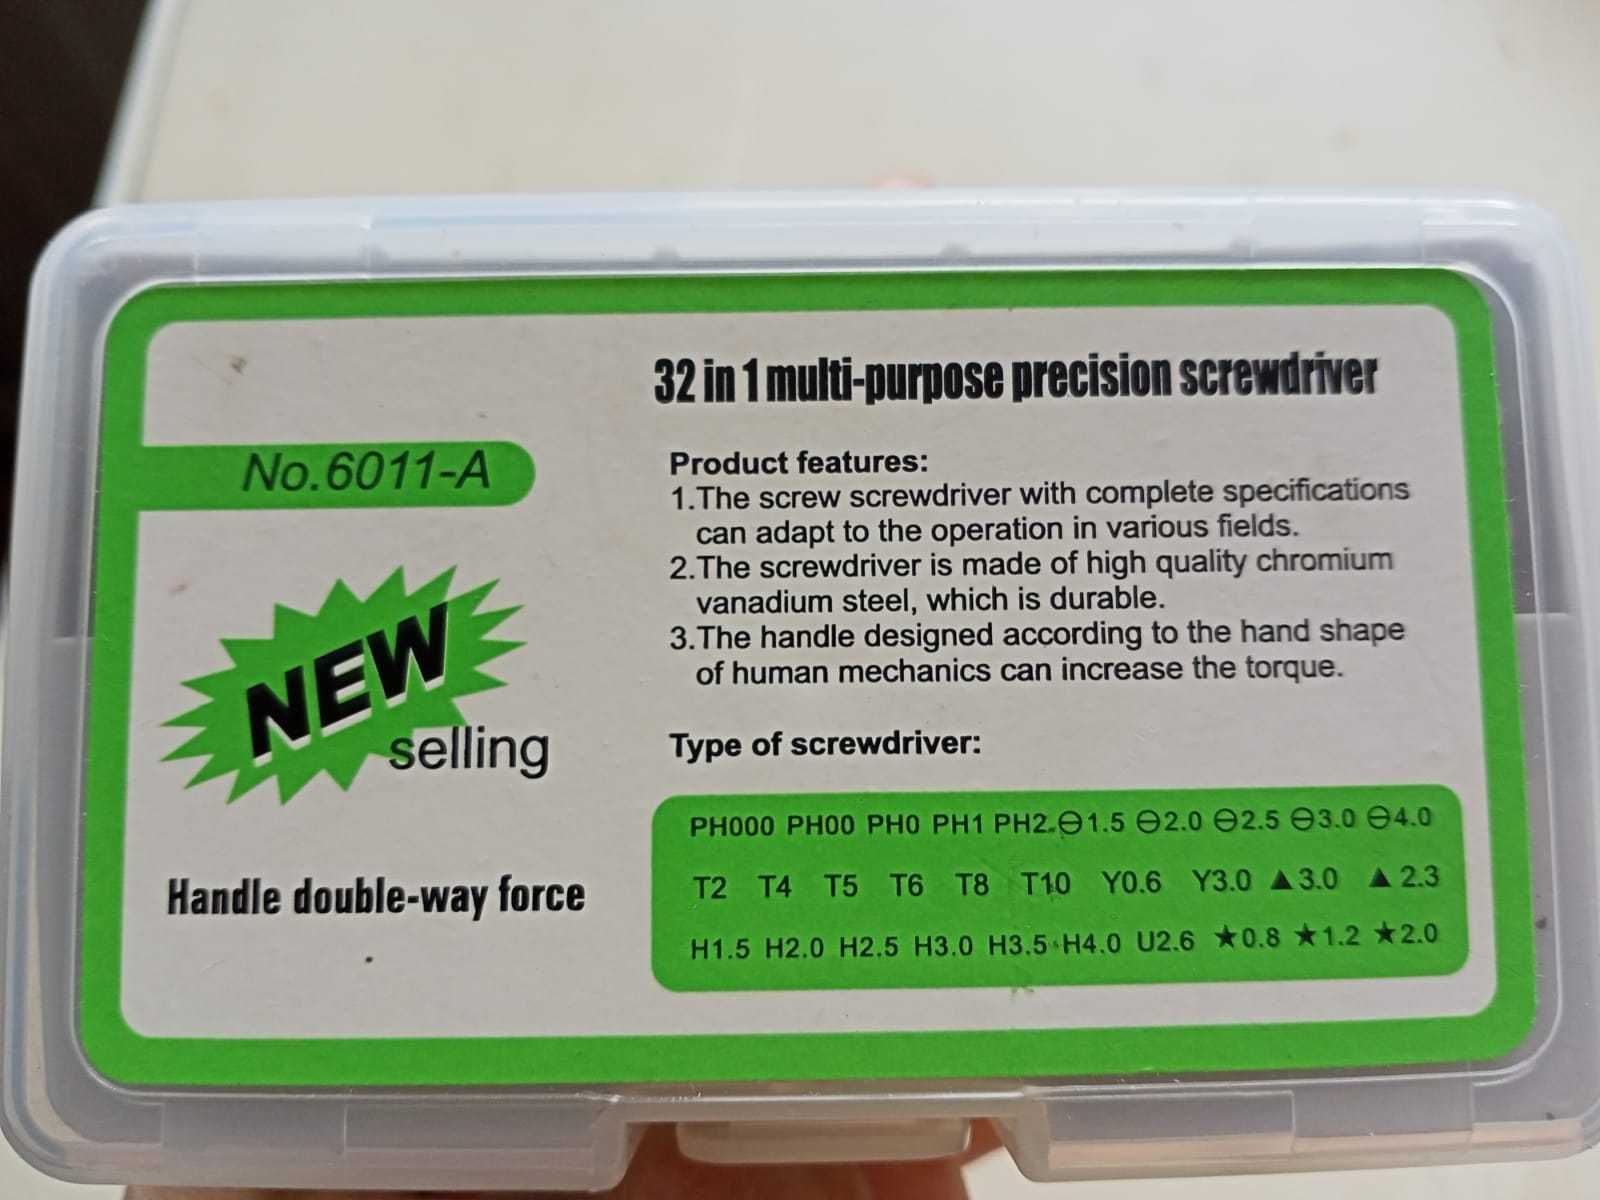 32 in 1 multi-purpose precision screwdriver
No.6011-A
Product features:
1.The screw screwdriver with complete specifications
can adapt to the operation in various fields.
2.The screwdriver is made of high quality chromium
vanadium steel, which is durable.
3.The handle designed according to the hand shape
of human mechanics can increase the torque.
NEW
selling
Type of screwdriver:
PH000 PH00 PH0 PH1 PH2 ⊖1.5 ⊖2.0 ⊖2.5 ⊖3.0 ⊖4.0
T2 T4 T5 T6 T8 T10 Y0.6 Y3.0 ▲3.0 ▲2.3
H1.5 H2.0 H2.5 H3.0 H3.5 H4.0 U2.6 ★0.8 ★1.2 ★2.0
Handle double-way force